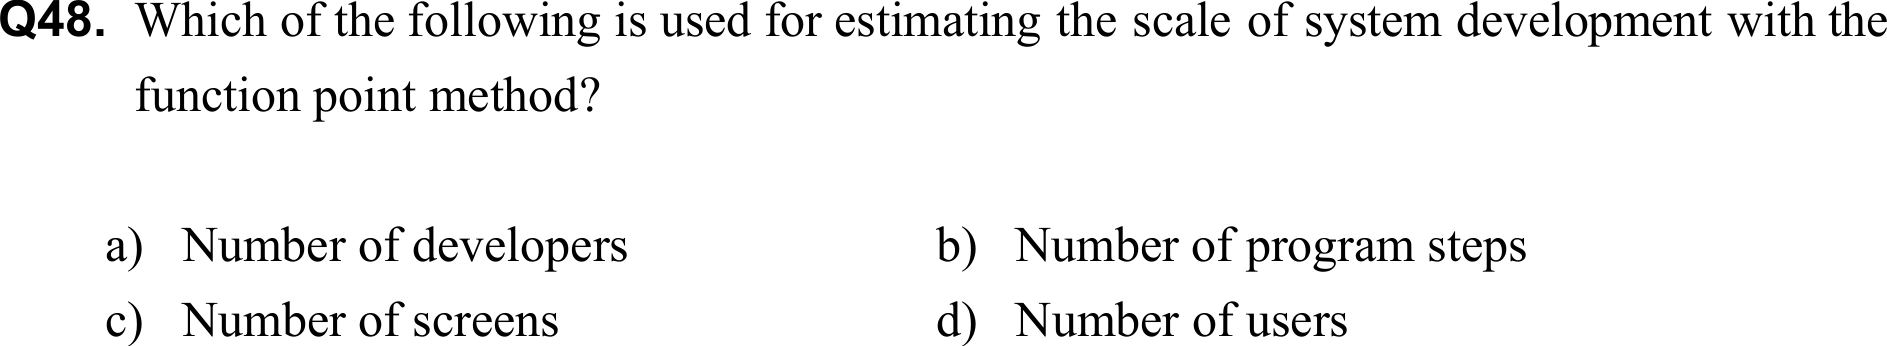 Q48. Which of the following is used for estimating the scale of system development with the
function point method?
a) Number of developers b) Number of program steps
c) Number of screens d) Number of users